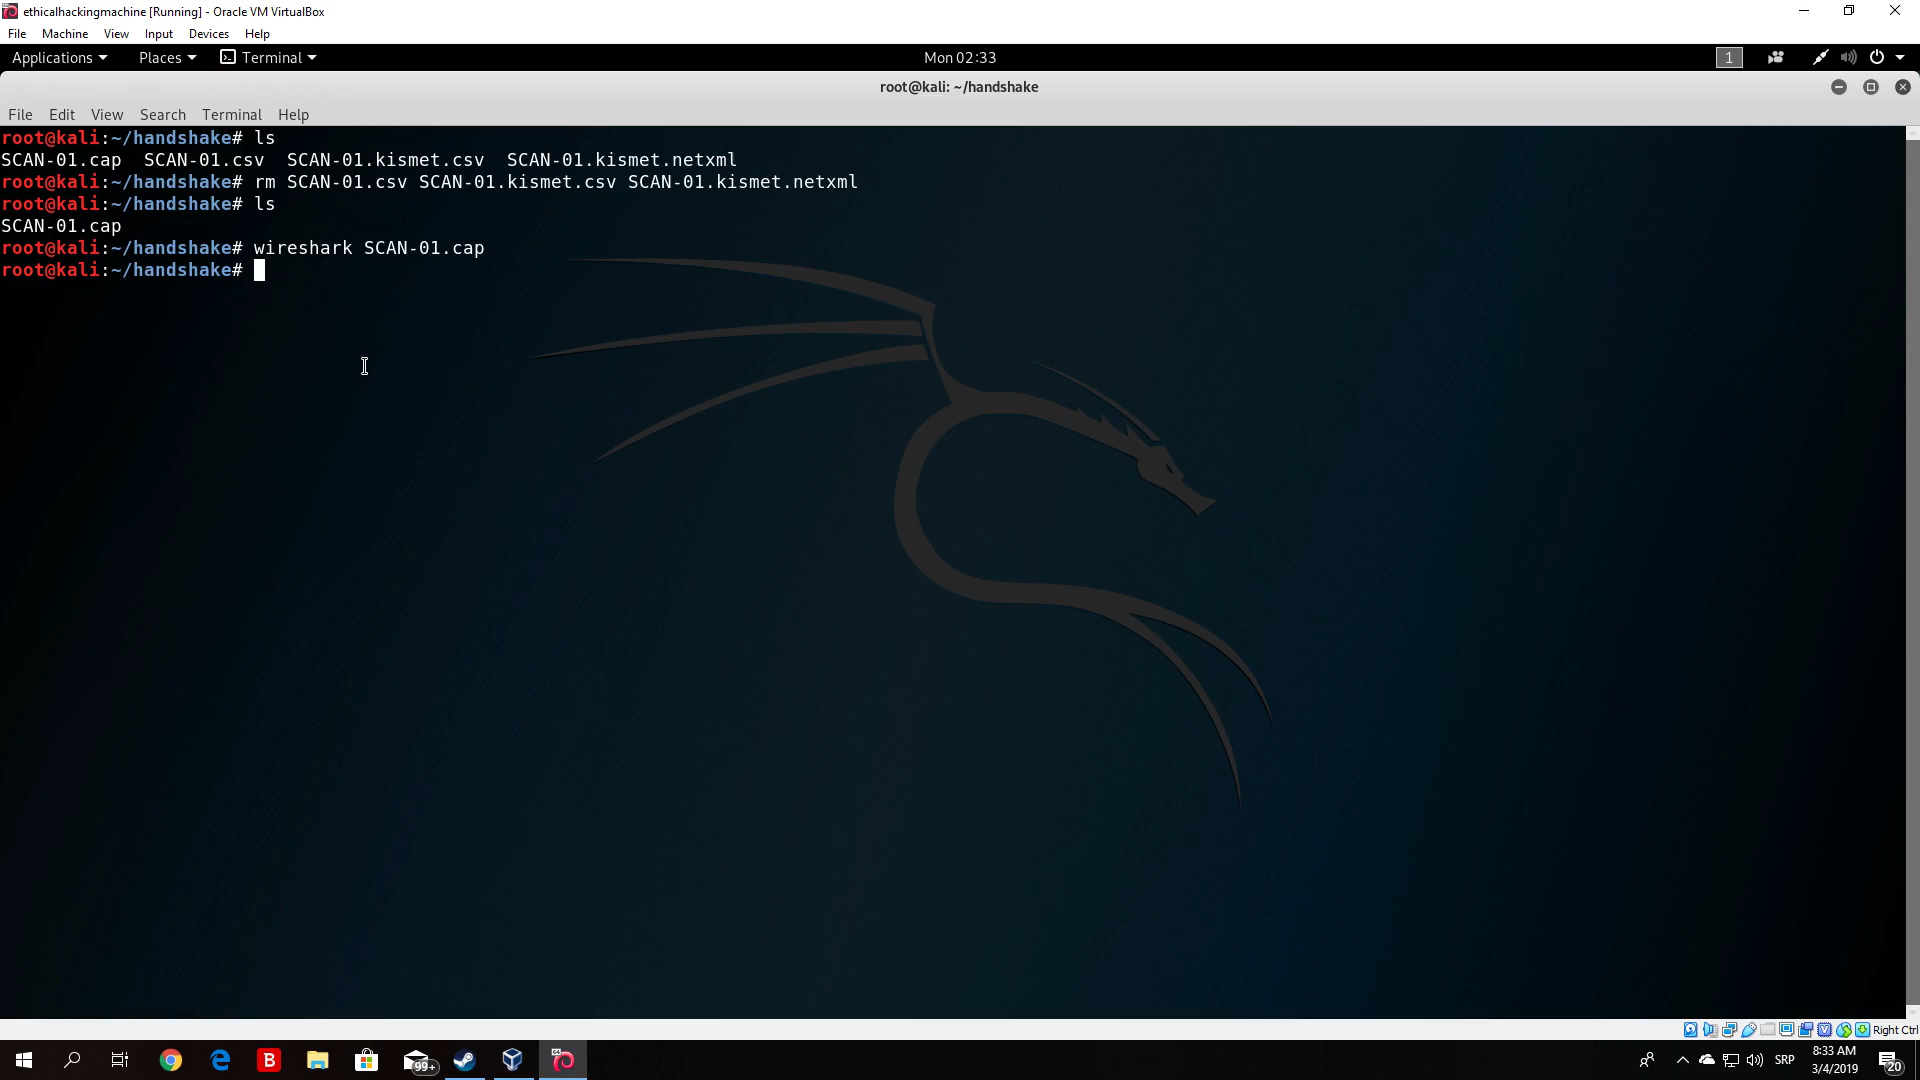 ethicalhackingmachine [Running] - Oracle VM VirtualBox
File Machine View Input Devices Help
Applications Places Terminal Mon 02:33 1
root@kali: ~/handshake
File Edit View Search Terminal Help
root@kali:~/handshake# ls
SCAN-01.cap SCAN-01.csv SCAN-01.kismet.csv SCAN-01.kismet.netxml
root@kali:~/handshake# rm SCAN-01.csv SCAN-01.kismet.csv SCAN-01.kismet.netxml
root@kali:~/handshake# ls
SCAN-01.cap
root@kali:~/handshake# wireshark SCAN-01.cap
root@kali:~/handshake#
Right Ctrl
B 99+ SRP 8:33 AM 20
3/4/2019